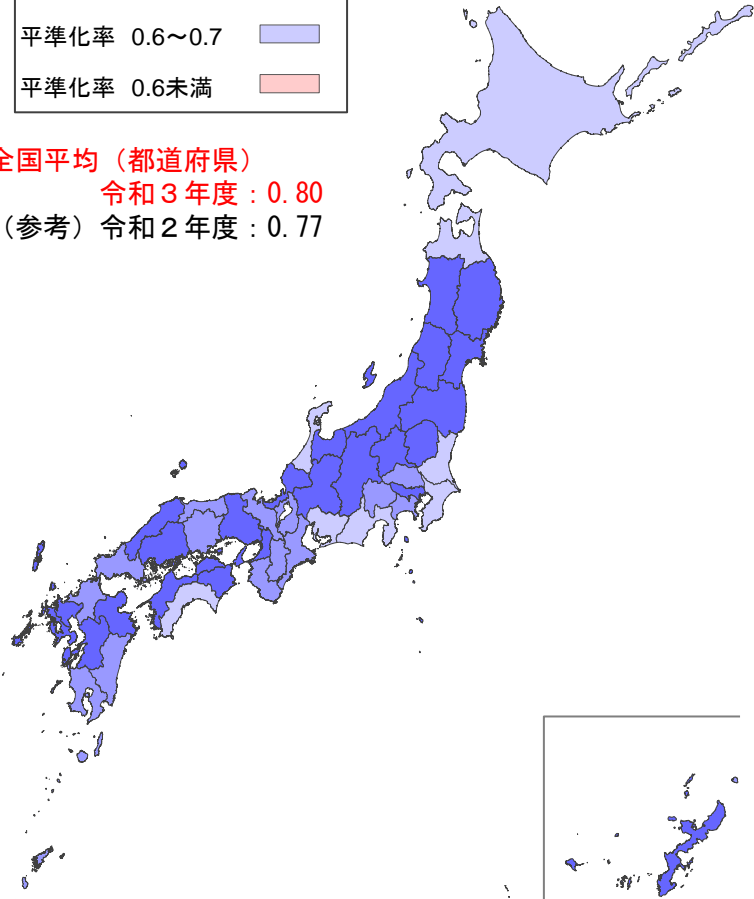 平準化率 0.6～0.7
平準化率 0.6未満
全国平均（都道府県）
令和３年度：0.80
（参考）令和２年度：0.77